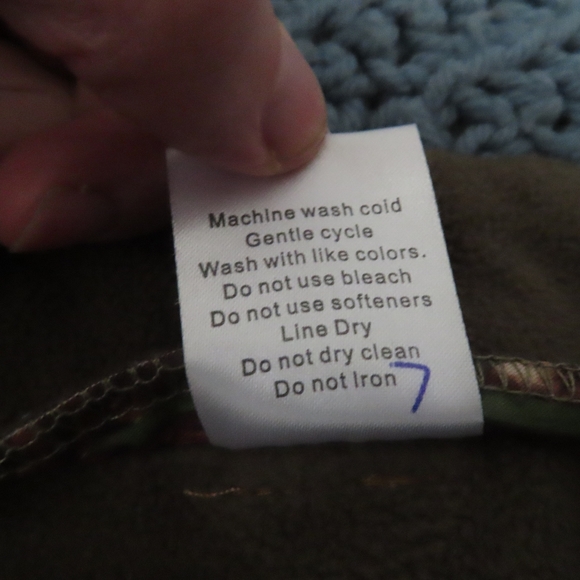 Machine wash cold
Gentle cycle
Wash with like colors.
Do not use bleach
Do not use softeners
Line Dry
Do not dry clean
Do not Iron
7